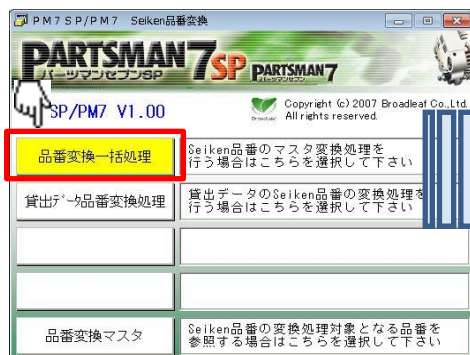 PM7SP/PM7 Seiken品番変換
PARTSMAN7SP PARTSMAN7
パーツマンセブンSP
SP/PM7 V1.00
Broadleaf
Copyright (c) 2007 Broadleaf Co.,Ltd.
All rights reserved.
品番変換一括処理
Seiken品番のマスタ変換処理を
行う場合はこちらを選択して下さい
貸出ﾃﾞｰﾀ品番変換処理
貸出データのSeiken品番の変換処理を
行う場合はこちらを選択して下さい
品番変換マスタ
Seiken品番の変換処理対象となる品番を
参照する場合はこちらを選択して下さい